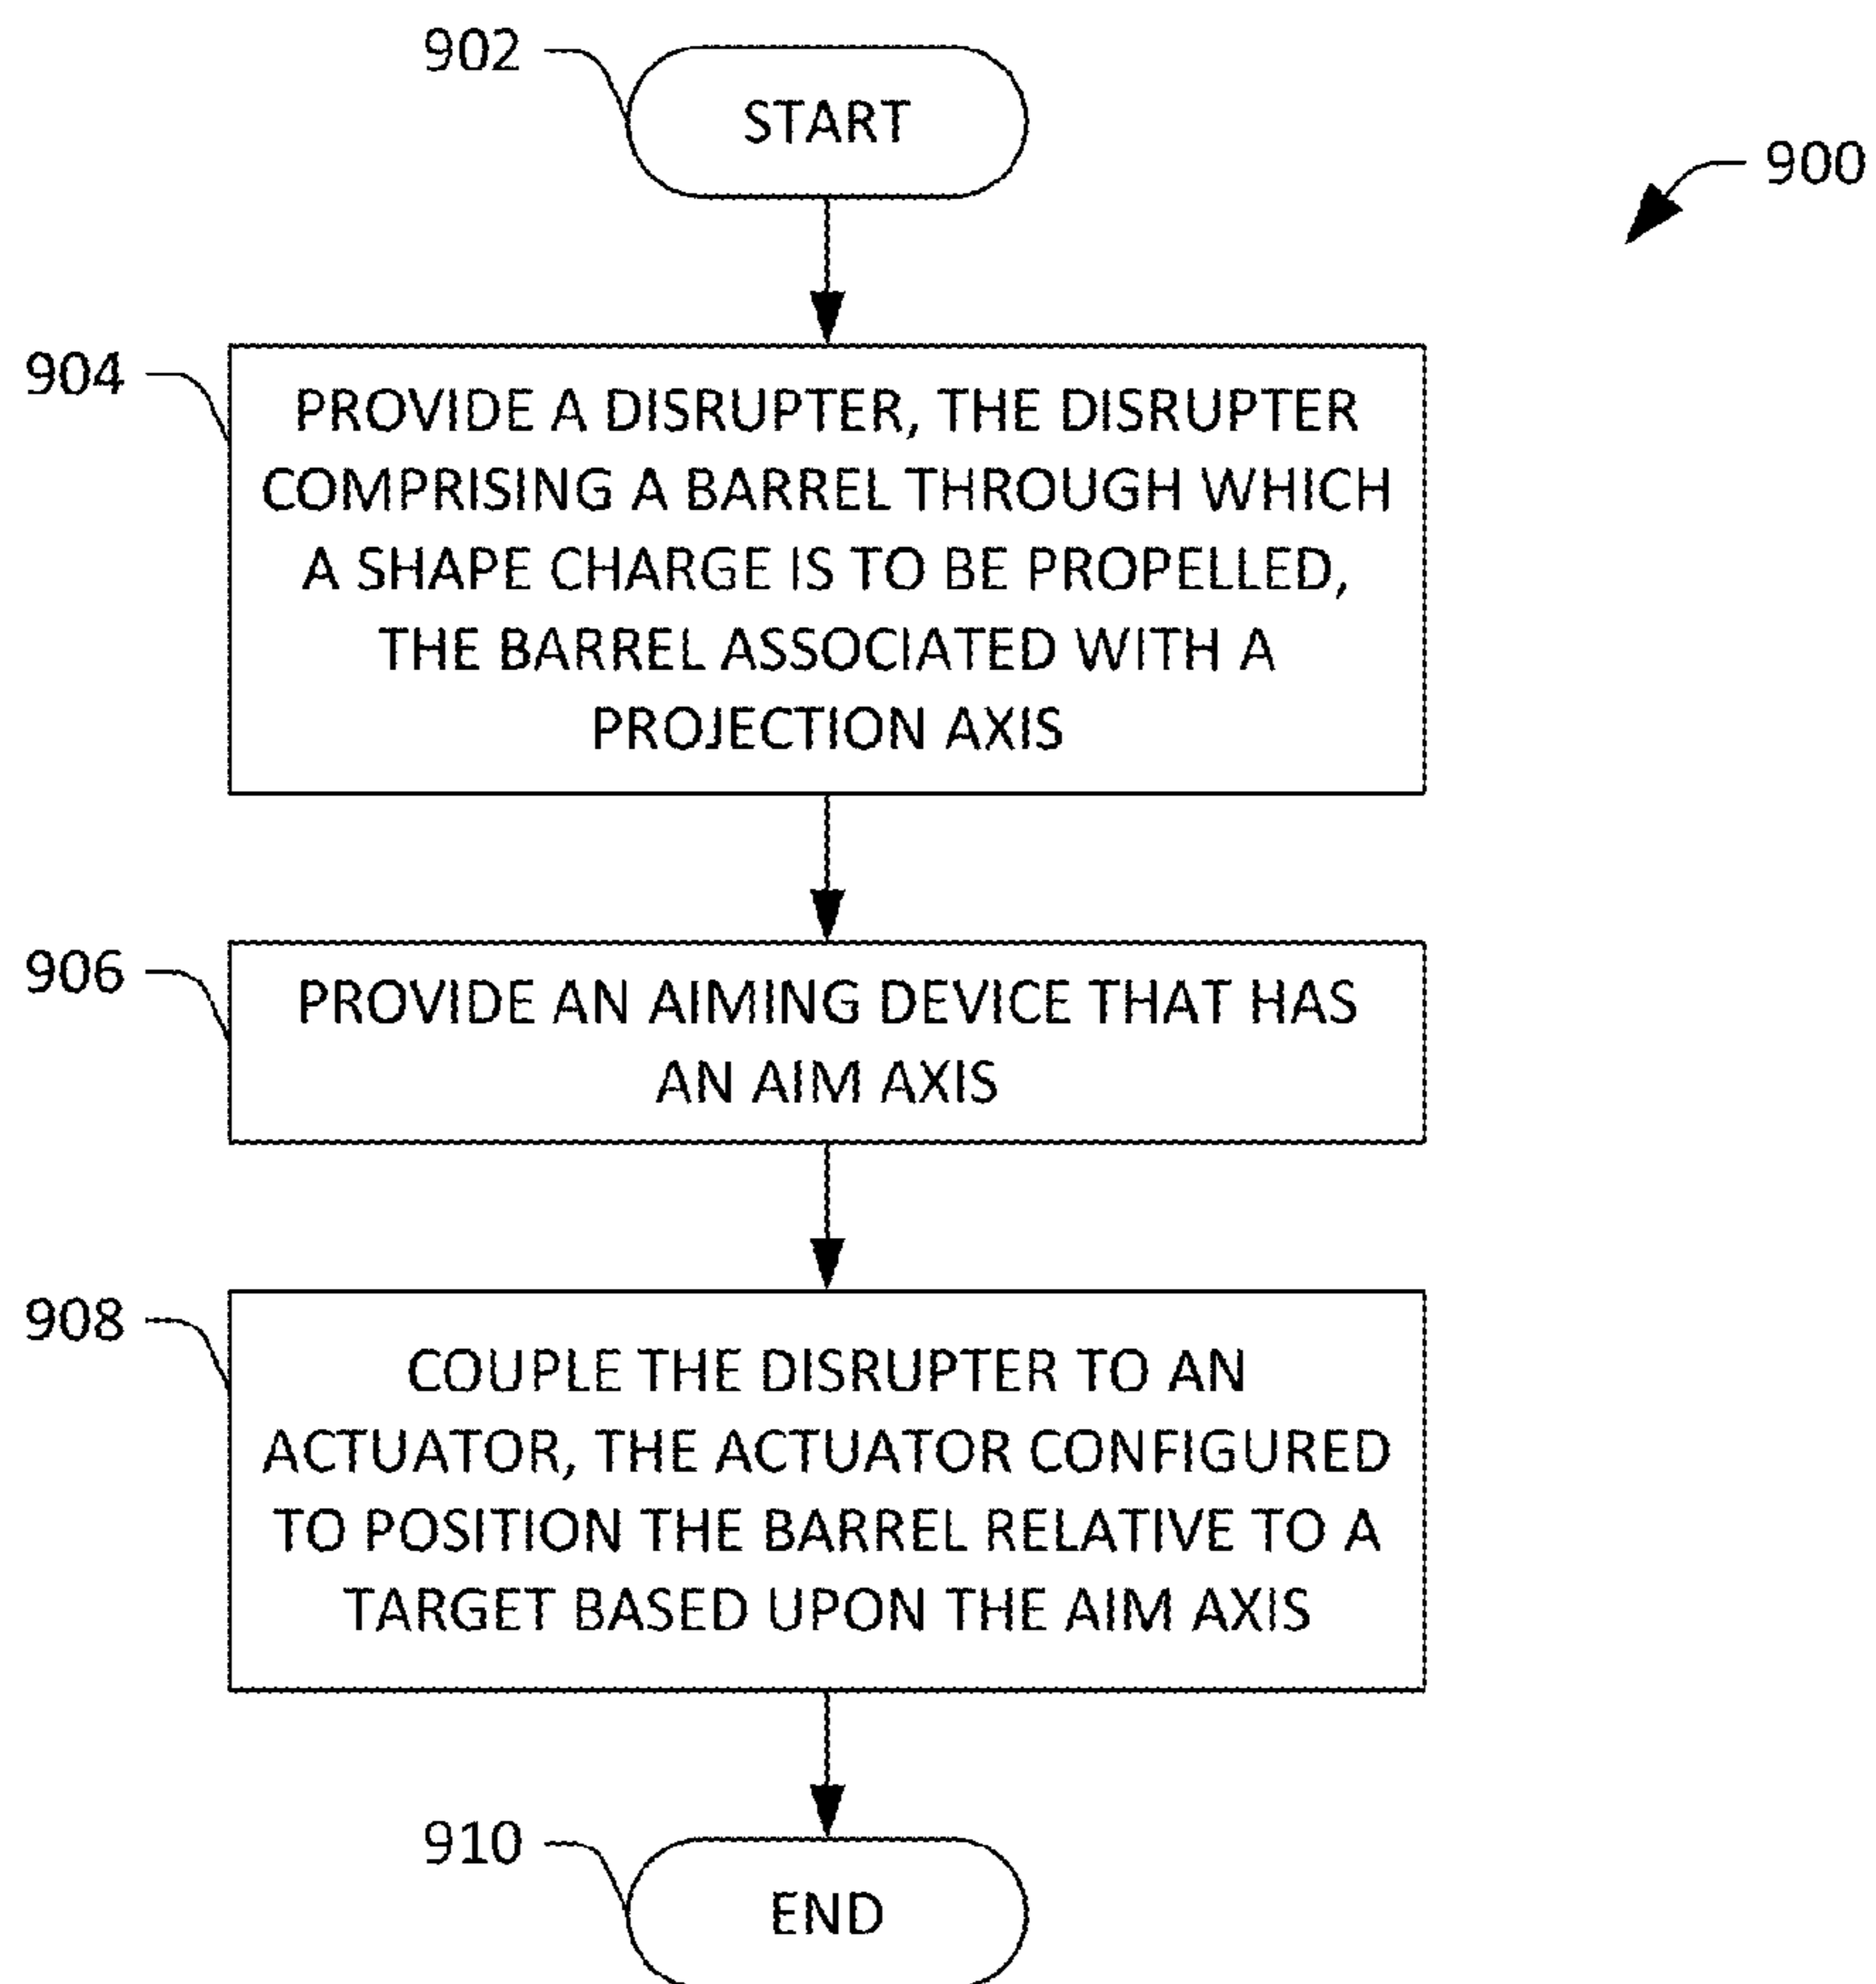 902
START
900
904
PROVIDE A DISRUPTER, THE DISRUPTER
COMPRISING A BARREL THROUGH WHICH
A SHAPE CHARGE IS TO BE PROPELLED,
THE BARREL ASSOCIATED WITH A
PROJECTION AXIS
906
PROVIDE AN AIMING DEVICE THAT HAS
AN AIM AXIS
908
COUPLE THE DISRUPTER TO AN
ACTUATOR, THE ACTUATOR CONFIGURED
TO POSITION THE BARREL RELATIVE TO A
TARGET BASED UPON THE AIM AXIS
910
END